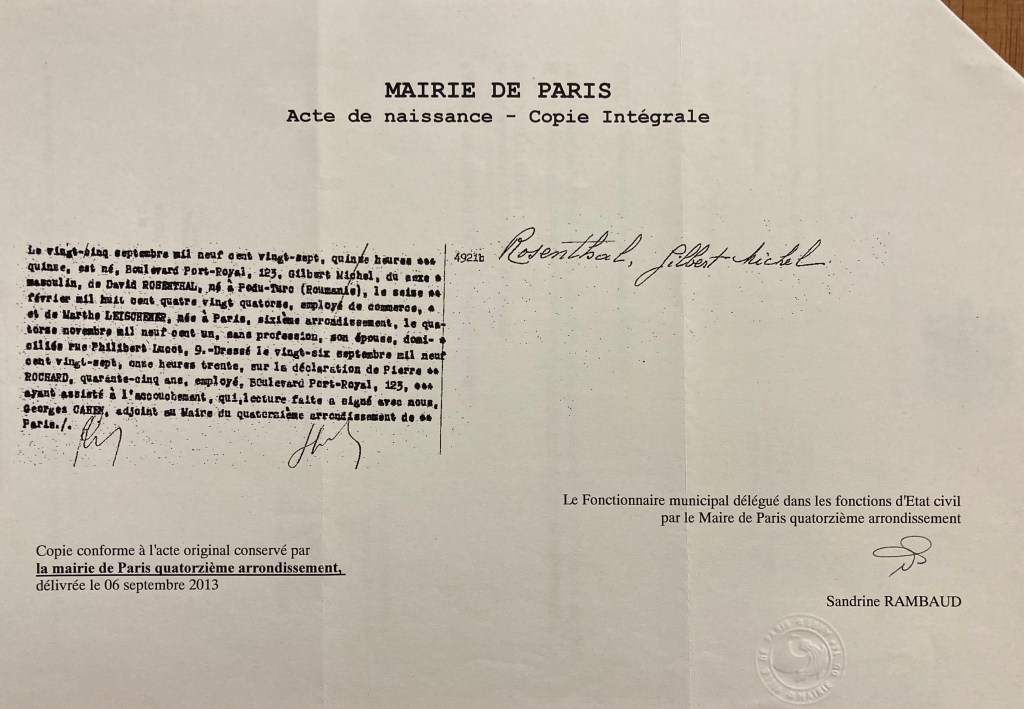 MAIRIE DE PARIS
Acte de naissance - Copie Intégrale
Le vingt-cinq septembre mil neuf cent vingt-sept, quinze heures
quinze, est né, Boulevard Port-Royal, 123, Gilbert Michel, du sexe
masculin, de David ROSENTHAL, né à Podu-Turc (Roumanie), le seize
février mil huit cent quatre vingt quatorze, employé de commerce,
et de Marthe née à Paris, sixième arrondissement, le qua-
torze novembre mil neuf cent un, sans profession, son épouse, domi-
ciliés rue Philibert Lucot, 9.-Dressé le vingt-six septembre mil neuf
cent vingt-sept, onze heures trente, sur la déclaration de Pierre
ROCHARD, quarante-cinq ans, employé, Boulevard Port-Royal, 123,
ayant assisté à l'accouchement, qui, lecture faite a signé avec nous,
Georges CAHEN, adjoint au Maire du quatorzième arrondissement de
Paris./.
492 Rosenthal, Gilbert Michel.
Le Fonctionnaire municipal délégué dans les fonctions d'Etat civil
par le Maire de Paris quatorzième arrondissement
Copie conforme à l'acte original conservé par
la mairie de Paris quatorzième arrondissement,
délivrée le 06 septembre 2013
Sandrine RAMBAUD